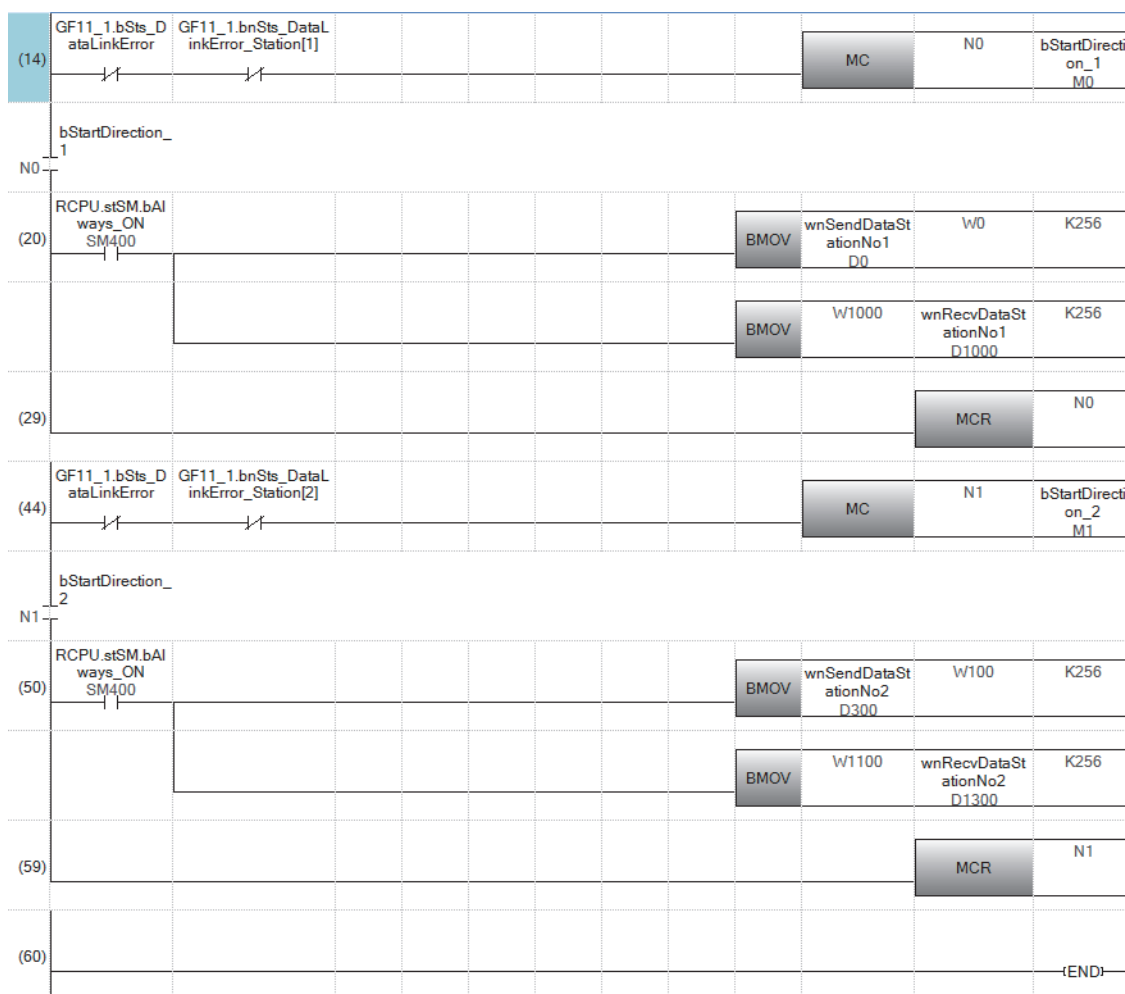 GF11_1.bSts_D GF11_1.bnSts_DataL
ataLinkError inkError_Station[1]
(14) MC N0 bStartDirecti
on_1
M0
bStartDirection_
1
N0
RCPU.stSM.bAl
ways_ON
SM400
(20) BMOV wnSendDataSt W0 K256
ationNo1
D0
BMOV W1000 wnRecvDataSt K256
ationNo1
D1000
(29) MCR N0
GF11_1.bSts_D GF11_1.bnSts_DataL
ataLinkError inkError_Station[2]
(44) MC N1 bStartDirecti
on_2
M1
bStartDirection_
2
N1
RCPU.stSM.bAl
ways_ON
SM400
(50) BMOV wnSendDataSt W100 K256
ationNo2
D300
BMOV W1100 wnRecvDataSt K256
ationNo2
D1300
(59) MCR N1
(60) [END]